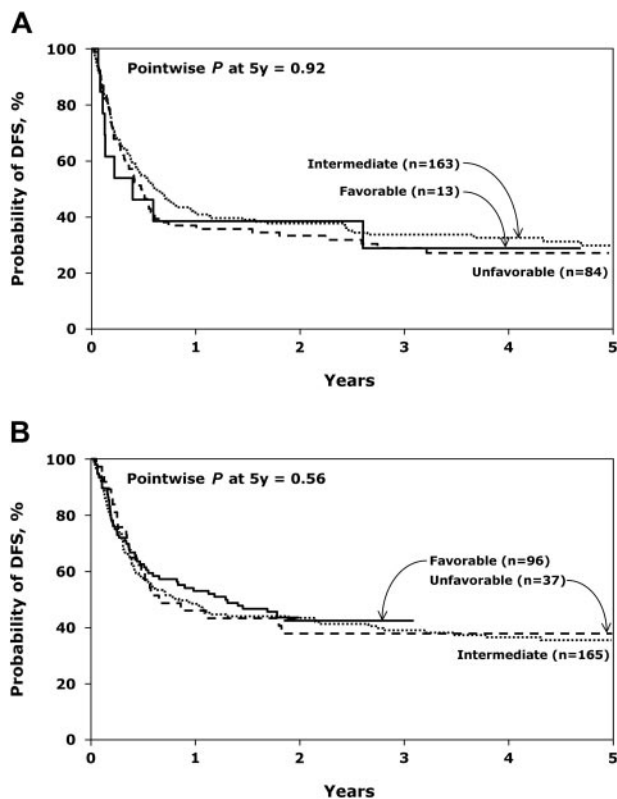 A
Probability of DFS, %
100
80
60
40
20
0
Pointwise P at 5y = 0.92
Intermediate (n=163)
Favorable (n=13)
Unfavorable (n=84)
0 1 2 3 4 5
Years
B
Probability of DFS, %
100
80
60
40
20
0
Pointwise P at 5y = 0.56
Favorable (n=96)
Unfavorable (n=37)
Intermediate (n=165)
0 1 2 3 4 5
Years